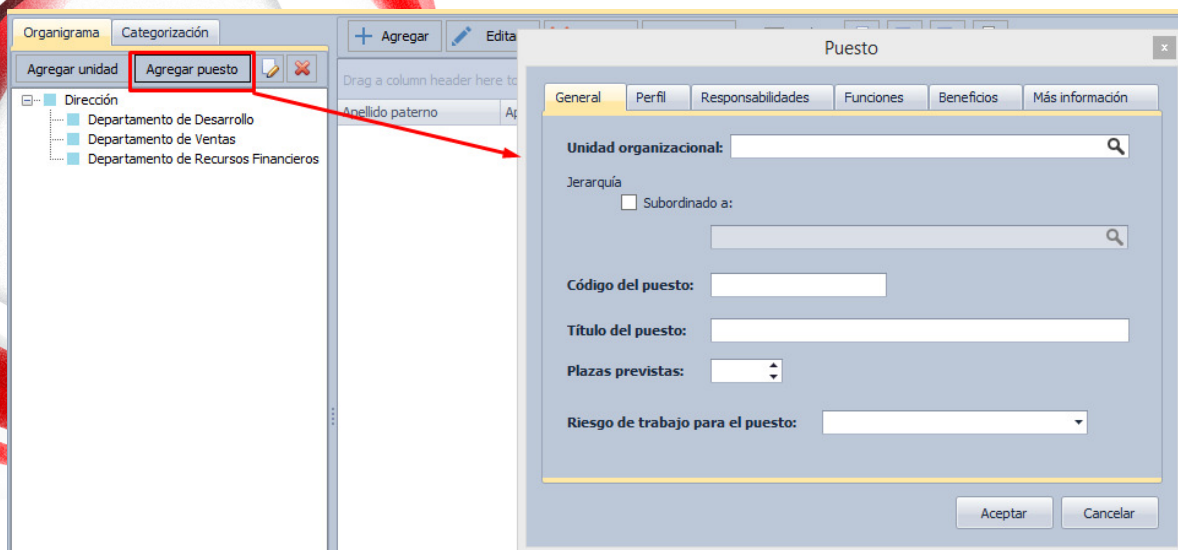 Organigrama Categorización
Agregar unidad Agregar puesto
Dirección
Departamento de Desarrollo
Departamento de Ventas
Departamento de Recursos Financieros
Agregar Edita
Drag a column header here to
Apellido paterno Ap
Puesto
General Perfil Responsabilidades Funciones Beneficios Más información
Unidad organizacional:
Jerarquía
Subordinado a:
Código del puesto:
Título del puesto:
Plazas previstas:
Riesgo de trabajo para el puesto:
Aceptar Cancelar